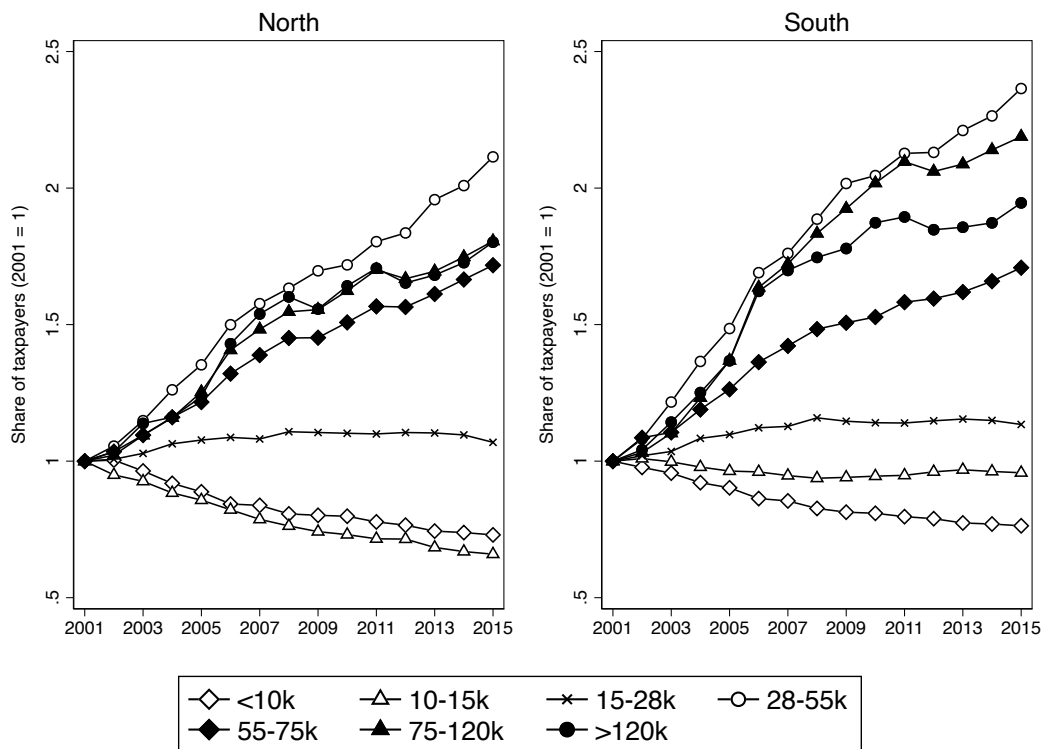 North
South
Share of taxpayers (2001 = 1)
2.5
2
1.5
1
.5
2001 2003 2005 2007 2009 2011 2013 2015
Share of taxpayers (2001 = 1)
2.5
2
1.5
1
.5
2001 2003 2005 2007 2009 2011 2013 2015
<10k 10-15k 15-28k 28-55k
55-75k 75-120k >120k